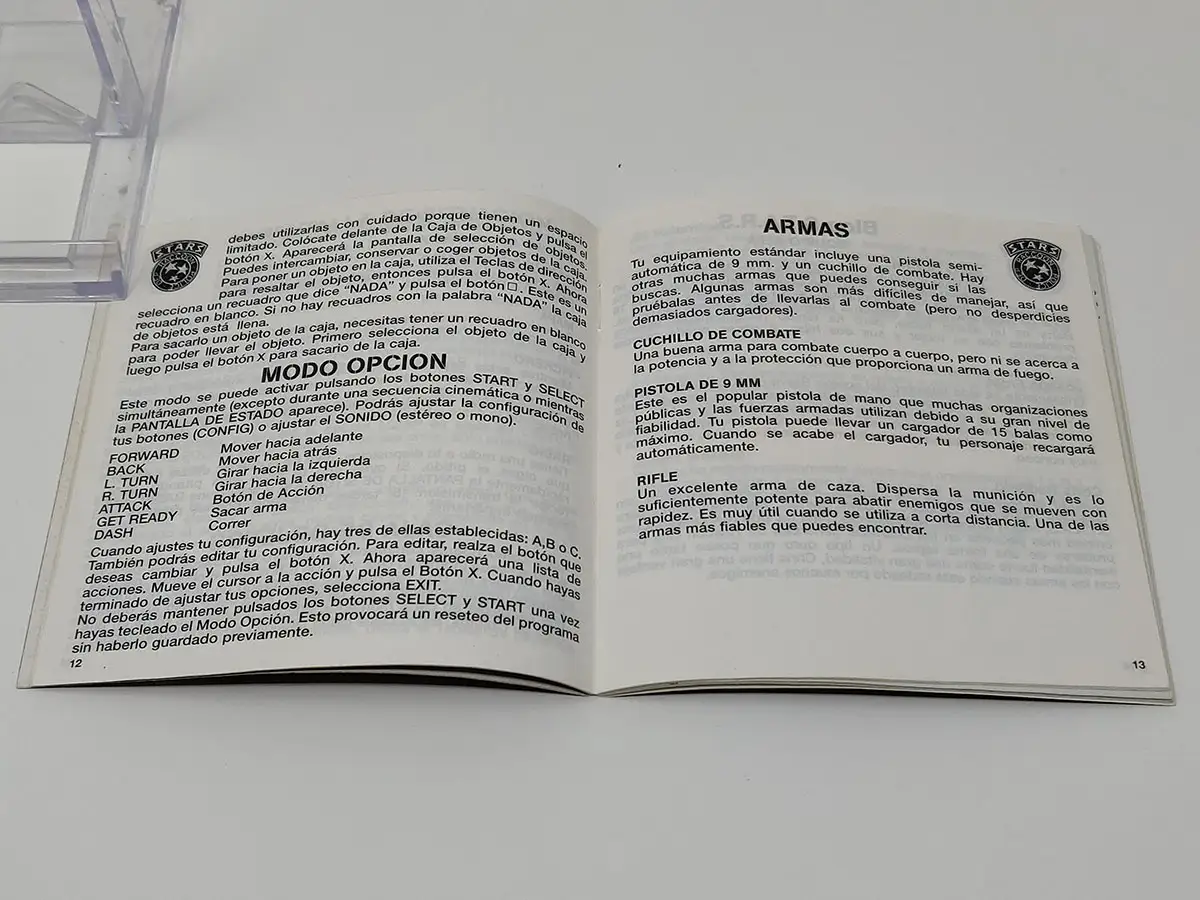 STARS
debes utilizarlas con cuidado porque tienen un espacio
limitado. Colócate delante de la Caja de Objetos y pulsa el
botón X. Aparecerá la pantalla de selección de objetos.
Puedes intercambiar, conservar o coger objetos de la caja.
Para poner un objeto en la caja, utiliza el Teclas de dirección
para resaltar el objeto, entonces pulsa el botón X. Ahora
selecciona un recuadro que dice "NADA" y pulsa el botón □. Este es un
recuadro en blanco. Si no hay recuadros con la palabra "NADA" la caja
de objetos está llena.
Para sacarlo un objeto de la caja, necesitas tener un recuadro en blanco
para poder llevar el objeto. Primero selecciona el objeto de la caja y
luego pulsa el botón X para sacario de la caja.
MODO OPCION
Este modo se puede activar pulsando los botones START y SELECT
simultáneamente (excepto durante una secuencia cinemática o mientras
la PANTALLA DE ESTADO aparece). Podrás ajustar la configuración de
tus botones (CONFIG) o ajustar el SONIDO (estéreo o mono).
FORWARD Mover hacia adelante
BACK Mover hacia atrás
L. TURN Girar hacia la izquierda
R. TURN Girar hacia la derecha
ATTACK Botón de Acción
GET READY Sacar arma
DASH Correr
Cuando ajustes tu configuración, hay tres de ellas establecidas: A,B o C.
También podrás editar tu configuración. Para editar, realza el botón que
deseas cambiar y pulsa el botón X. Ahora aparecerá una lista de
acciones. Mueve el cursor a la acción y pulsa el Botón X. Cuando hayas
terminado de ajustar tus opciones, selecciona EXIT.
No deberás mantener pulsados los botones SELECT y START una vez
hayas tecleado el Modo Opción. Esto provocará un reseteo del programa
sin haberlo guardado previamente.
12
ARMAS
STARS
Tu equipamiento estándar incluye una pistola semi-
automática de 9 mm. y un cuchillo de combate. Hay
otras muchas armas que puedes conseguir si las
buscas. Algunas armas son más difíciles de manejar, así que
pruébalas antes de llevarlas al combate (pero no desperdicies
demasiados cargadores).
CUCHILLO DE COMBATE
Una buena arma para combate cuerpo a cuerpo, pero ni se acerca a
la potencia y a la protección que proporciona un arma de fuego.
PISTOLA DE 9 MM
Este es el popular pistola de mano que muchas organizaciones
públicas y las fuerzas armadas utilizan debido a su gran nivel de
fiabilidad. Tu pistola puede llevar un cargador de 15 balas como
máximo. Cuando se acabe el cargador, tu personaje recargará
automáticamente.
RIFLE
Un excelente arma de caza. Dispersa la munición y es lo
suficientemente potente para abatir enemigos que se mueven con
rapidez. Es muy útil cuando se utiliza a corta distancia. Una de las
armas más fiables que puedes encontrar.
13